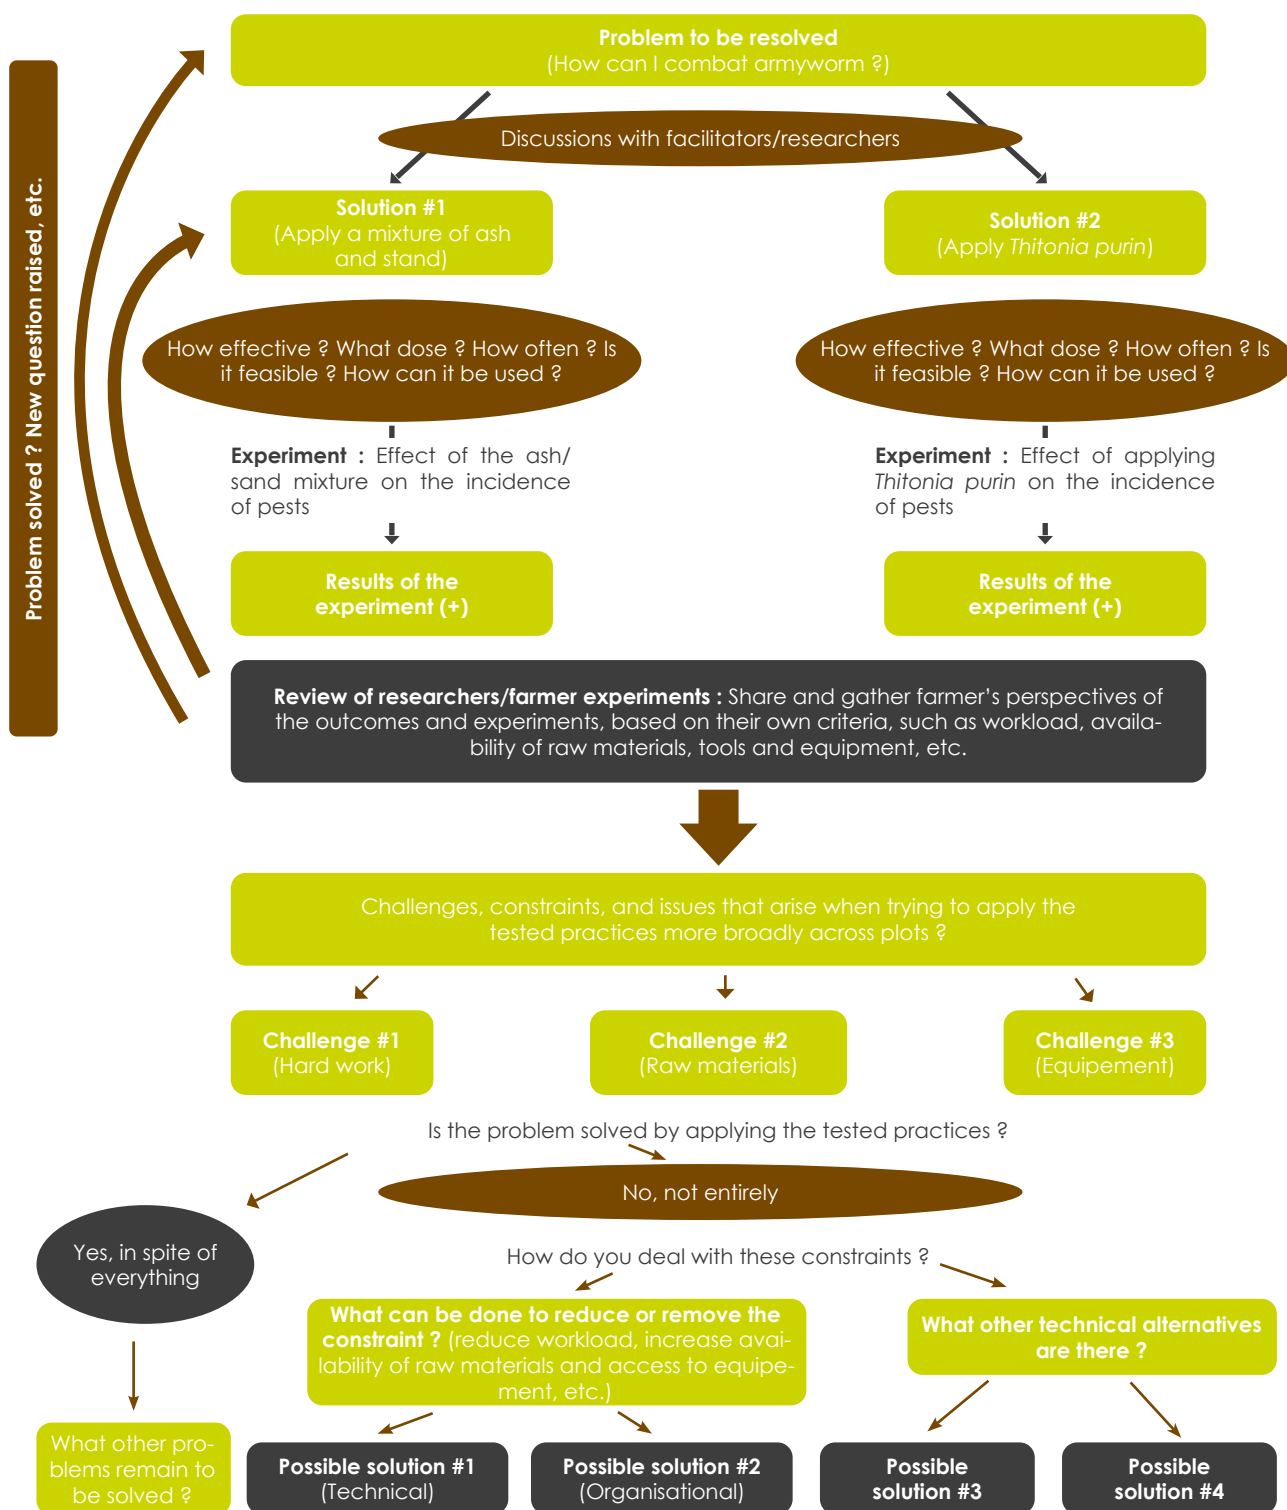 Problem to be resolved
(How can I combat armyworm ?)
Discussions with facilitators/researchers
Problem solved ? New question raised, etc.
Solution #1
(Apply a mixture of ash
and stand)
Solution #2
(Apply Thitonia purin)
How effective ? What dose ? How often ? Is
it feasible ? How can it be used ?
How effective ? What dose ? How often ? Is
it feasible ? How can it be used ?
Experiment : Effect of the ash/
sand mixture on the incidence
of pests
Experiment : Effect of applying
Thitonia purin on the incidence
of pests
Results of the
experiment (+)
Results of the
experiment (+)
Review of researchers/farmer experiments : Share and gather farmer's perspectives of
the outcomes and experiments, based on their own criteria, such as workload, availa-
bility of raw materials, tools and equipment, etc.
Challenges, constraints, and issues that arise when trying to apply the
tested practices more broadly across plots ?
Challenge #1
(Hard work)
Challenge #2
(Raw materials)
Challenge #3
(Equipement)
Is the problem solved by applying the tested practices ?
No, not entirely
Yes, in spite of
everything
How do you deal with these constraints ?
What can be done to reduce or remove the
constraint ? (reduce workload, increase avai-
lability of raw materials and access to equipe-
ment, etc.)
What other technical alternatives
are there ?
What other pro-
blems remain to
be solved ?
Possible solution #1
(Technical)
Possible solution #2
(Organisational)
Possible
solution #3
Possible
solution #4